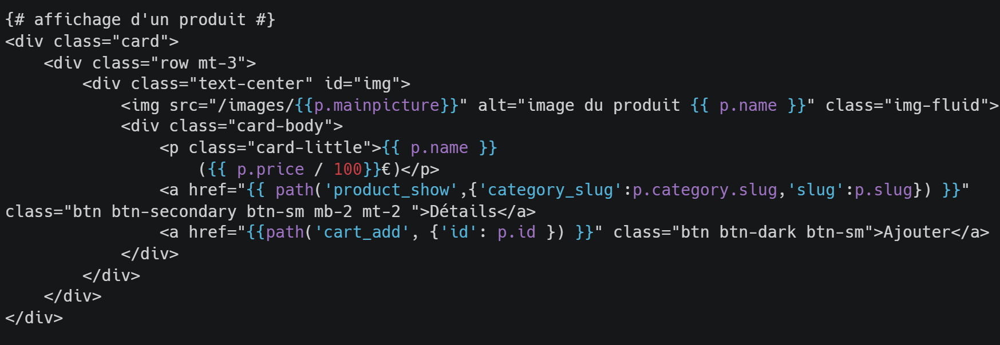 {# affichage d'un produit #}
<div class="card">
    <div class="row mt-3">
        <div class="text-center" id="img">
            <img src="/images/{{p.mainpicture}}" alt="image du produit {{ p.name }}" class="img-fluid">
            <div class="card-body">
                <p class="card-little">{{ p.name }}
                    ({{ p.price / 100}}€)</p>
                <a href="{{ path('product_show',{'category_slug':p.category.slug,'slug':p.slug}) }}"
class="btn btn-secondary btn-sm mb-2 mt-2 ">Détails</a>
                <a href="{{path('cart_add', {'id': p.id }) }}" class="btn btn-dark btn-sm">Ajouter</a>
            </div>
        </div>
    </div>
</div>